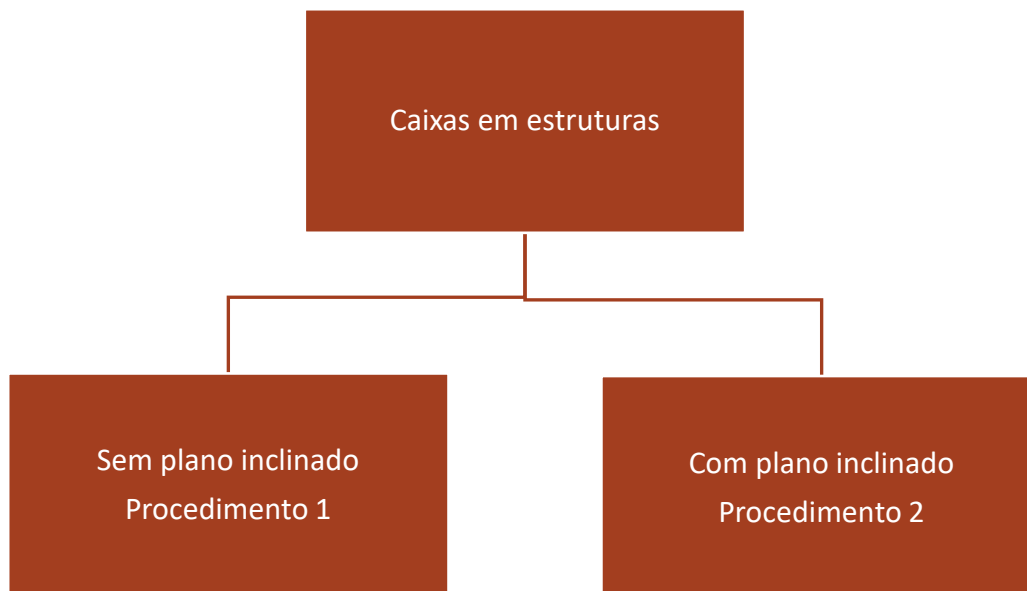 Caixas em estruturas
Sem plano inclinado
Procedimento 1
Com plano inclinado
Procedimento 2